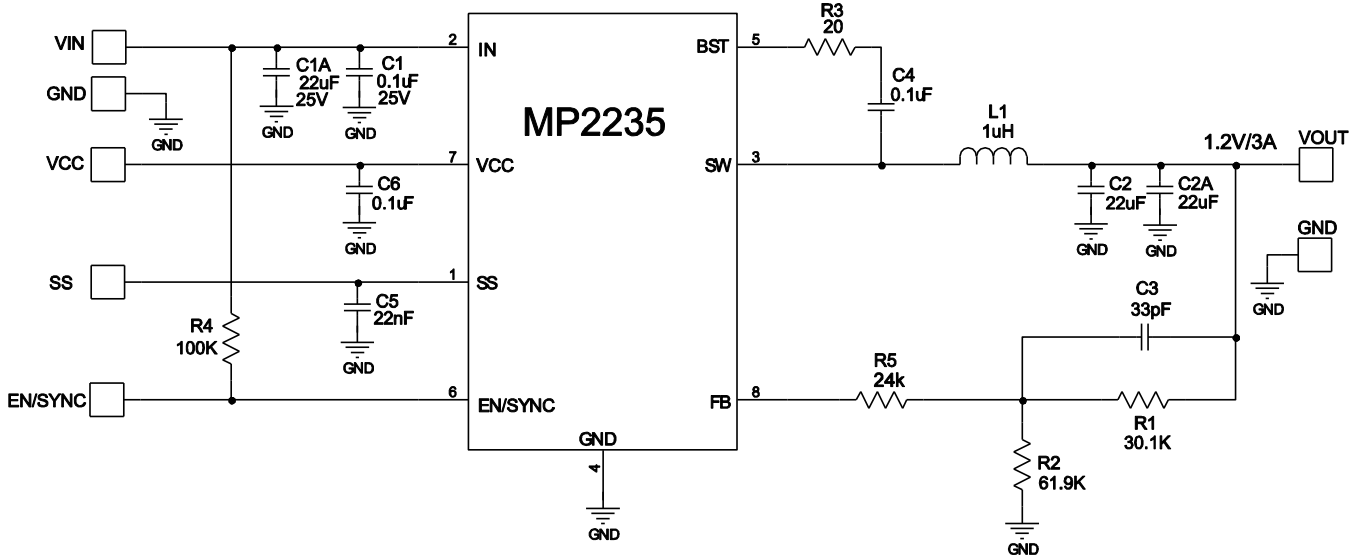 VIN
GND
GND
VCC
SS
EN/SYNC
R4
100K
C1A
22uF
25V
GND
C1
0.1uF
25V
GND
C6
0.1uF
GND
C5
22nF
GND
2
IN
7
VCC
1
SS
6
EN/SYNC
MP2235
BST
5
SW
3
FB
8
GND
4
GND
R3
20
C4
0.1uF
L1
1uH
1.2V/3A
VOUT
C2
22uF
GND
C2A
22uF
GND
GND
GND
C3
33pF
R5
24k
R1
30.1K
R2
61.9K
GND